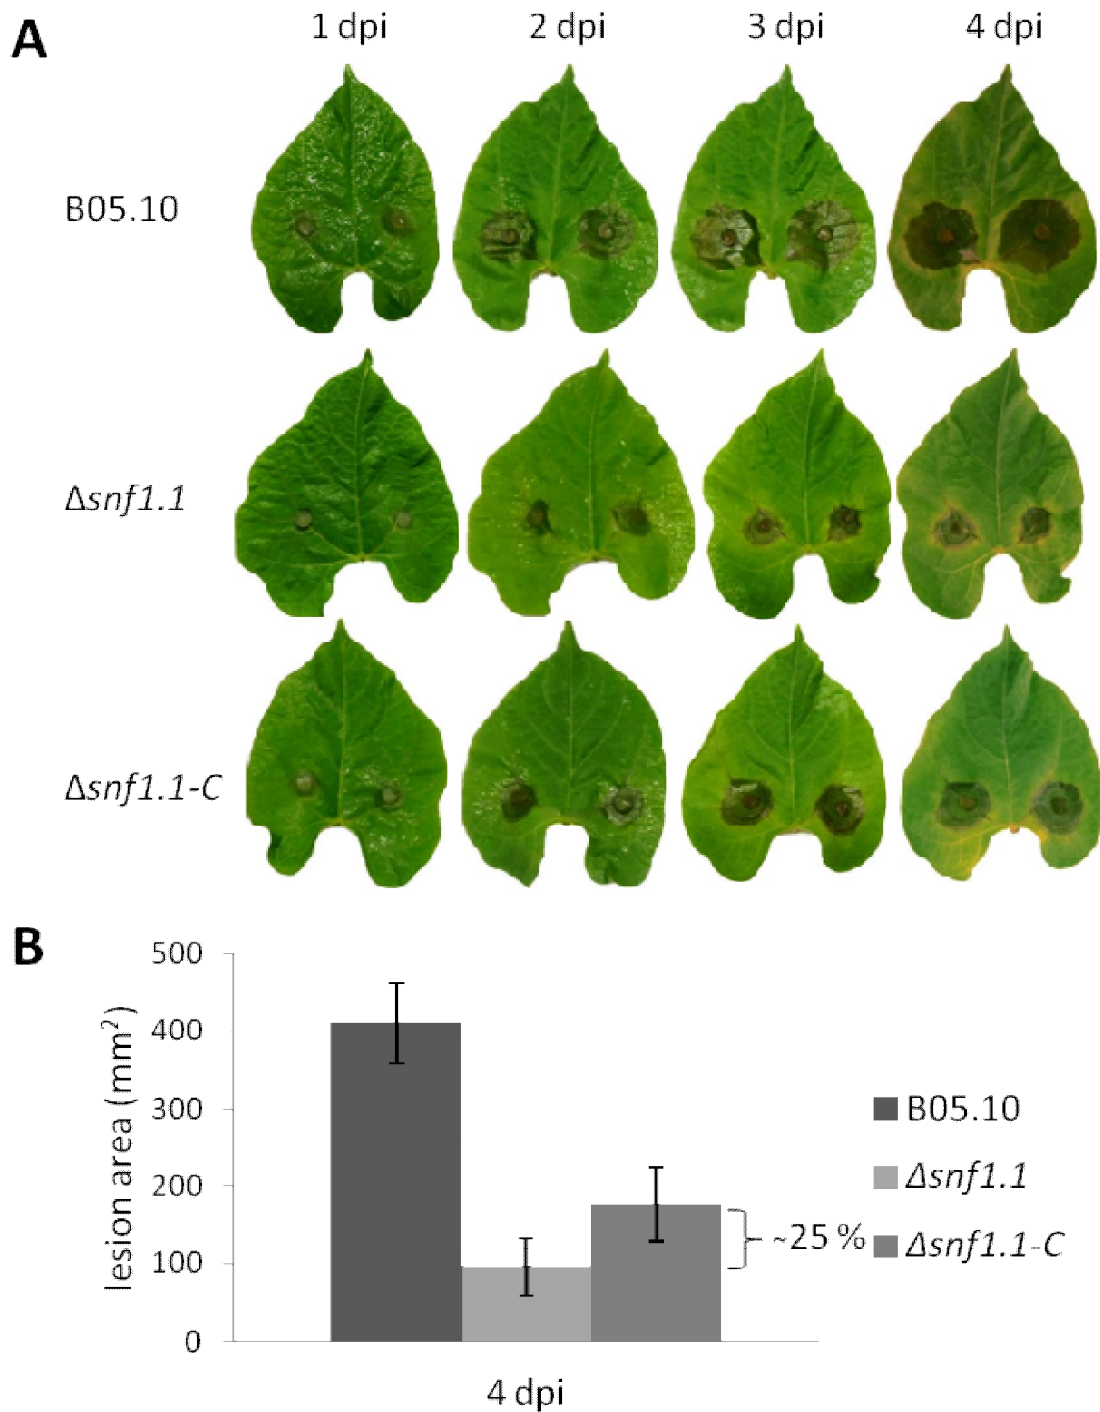 A
1 dpi 2 dpi 3 dpi 4 dpi
B05.10
Δsnf1.1
Δsnf1.1-C
B
lesion area (mm²)
500
400
300
200
100
0
~25 %
4 dpi
B05.10
Δsnf1.1
Δsnf1.1-C